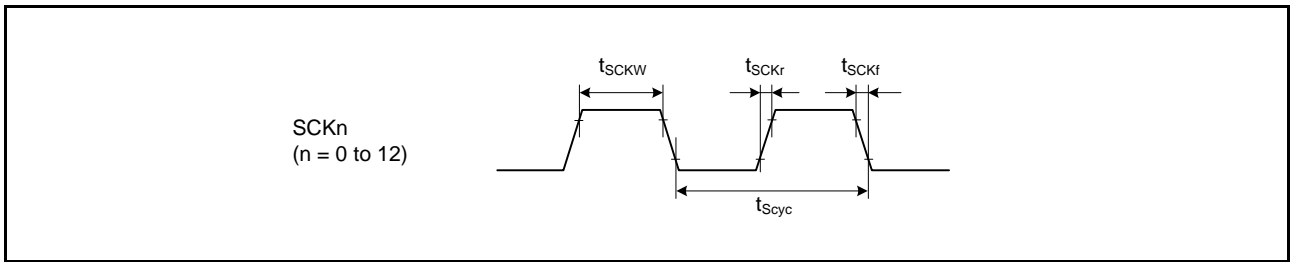 tSCKW
tSCKr
tSCKf
SCKn
(n = 0 to 12)
tScyc